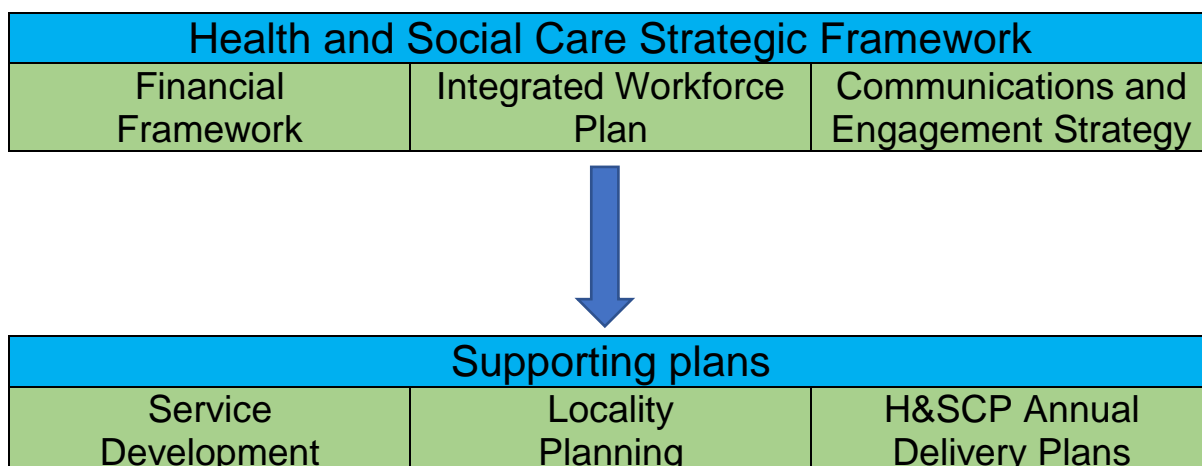 Health and Social Care Strategic Framework
Financial Framework
Integrated Workforce Plan
Communications and Engagement Strategy
Supporting plans
Service Development
Locality Planning
H&SCP Annual Delivery Plans